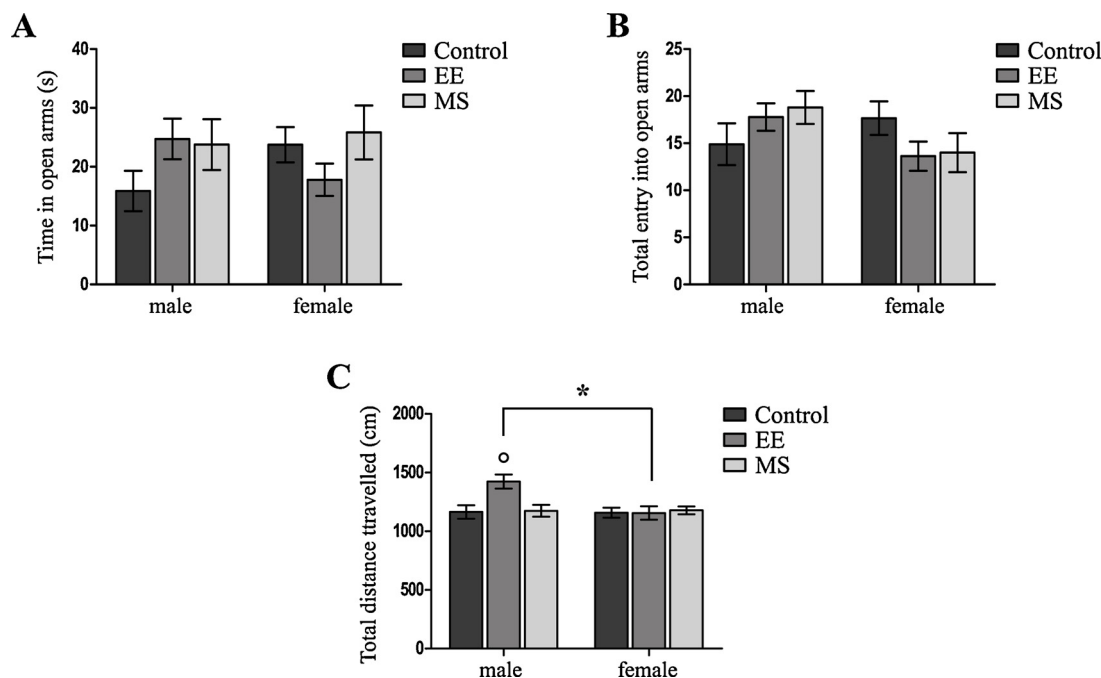 A
Time in open arms (s)
40
30
20
10
0
male
female
Control
EE
MS
B
Total entry into open arms
25
20
15
10
5
0
male
female
Control
EE
MS
C
*
Total distance ttravelled (cm)
2000
1500
1000
500
0
male
female
Control
EE
MS